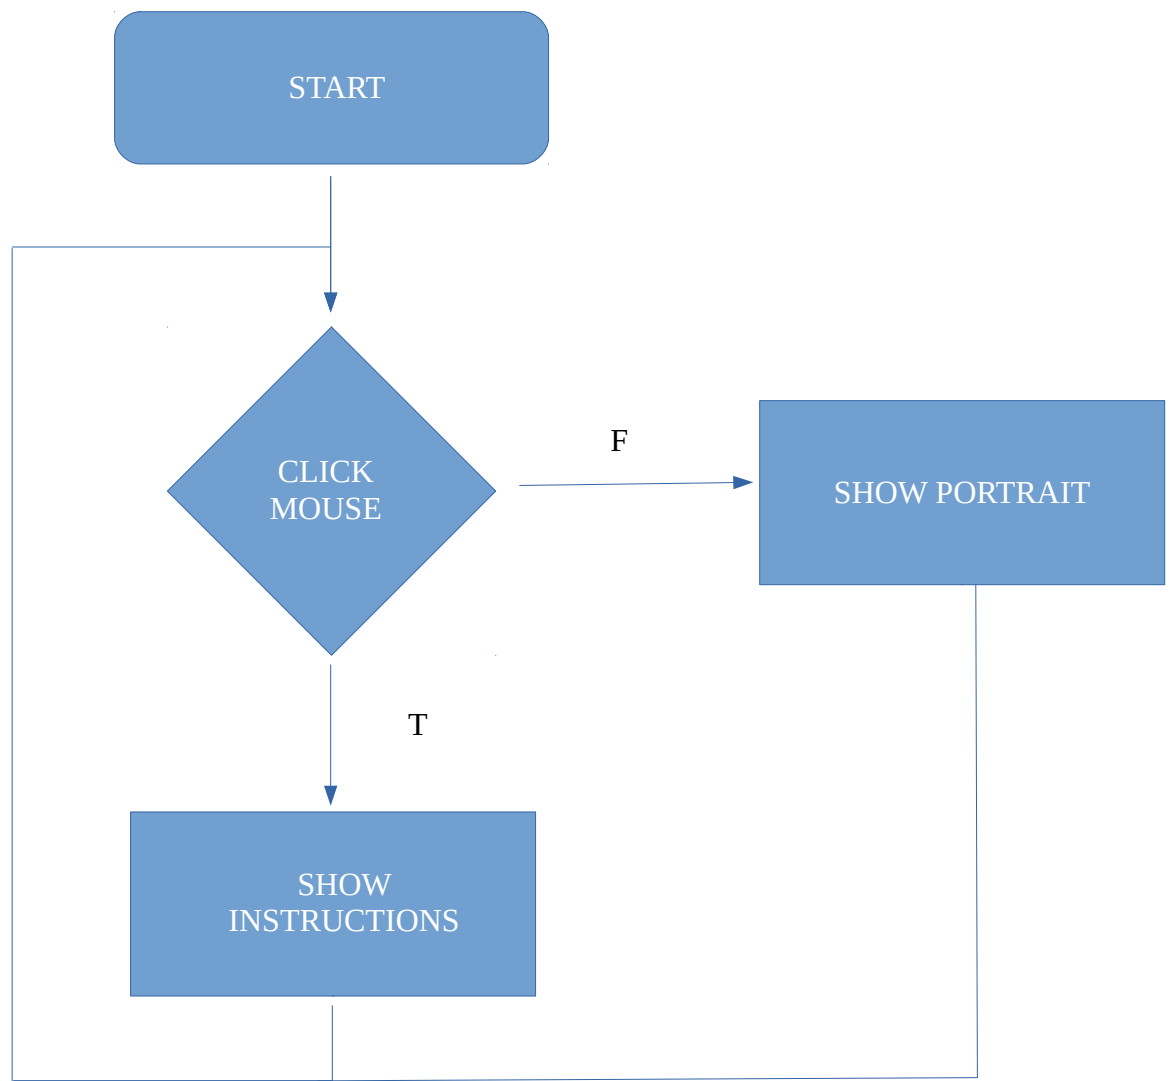 START
CLICK
MOUSE
F
SHOW PORTRAIT
T
SHOW
INSTRUCTIONS